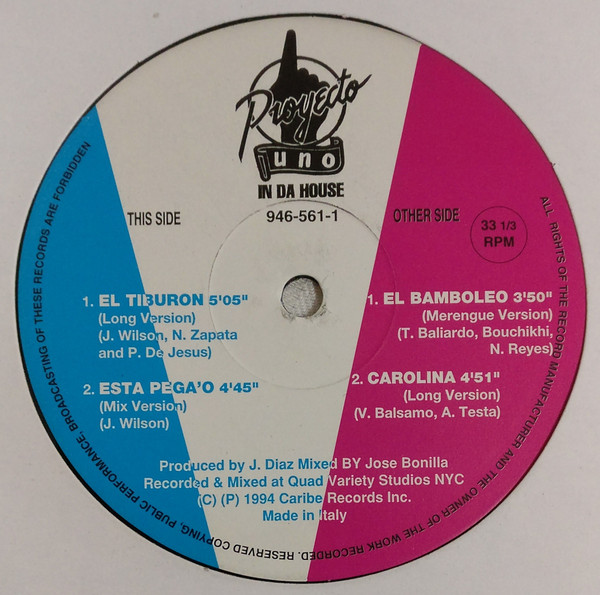 Proyecto
uno
IN DA HOUSE
THIS SIDE
946-561-1
OTHER SIDE
33 1/3
RPM
1. EL TIBURON 5'05"
(Long Version)
(J. Wilson, N. Zapata
and P. De Jesus)
2. ESTA PEGA'O 4'45"
(Mix Version)
(J. Wilson)
1. EL BAMBOLEO 3'50"
(Merengue Version)
(T. Baliardo, Bouchikhi,
N. Reyes)
2. CAROLINA 4'51"
(Long Version)
(V. Balsamo, A. Testa)
Produced by J. Diaz Mixed BY Jose Bonilla
Recorded & Mixed at Quad Variety Studios NYC
(C) (P) 1994 Caribe Records Inc.
Made in Italy
ALL RIGHTS OF THE RECORD MANUFACTURER AND THE OWNER OF THE WORK RECORDED. RESERVED COPYING, PUBLIC PERFORMANCE, BROADCASTING OF THESE RECORDS ARE FORBIDDEN